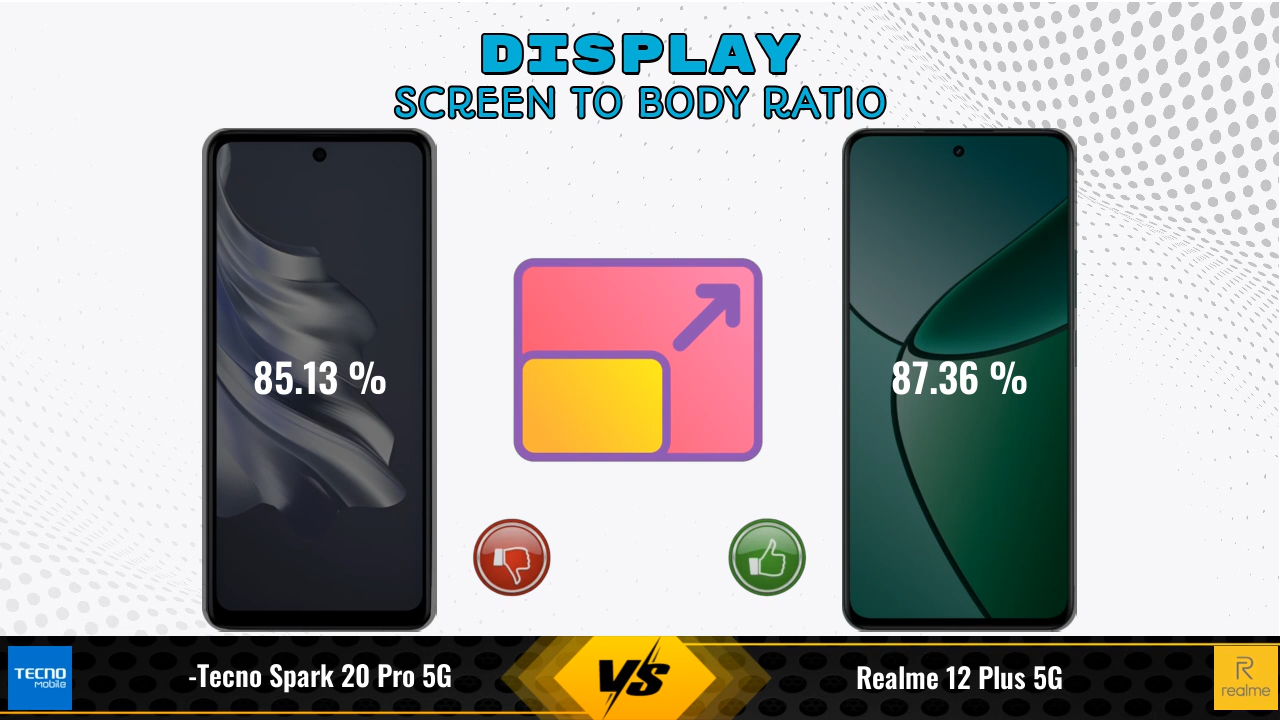 DISPLAY
SCREEN TO BODY RATIO
85.13 %
87.36 %
TECNO
Mobile
-Tecno Spark 20 Pro 5G
VS
Realme 12 Plus 5G
R
realme